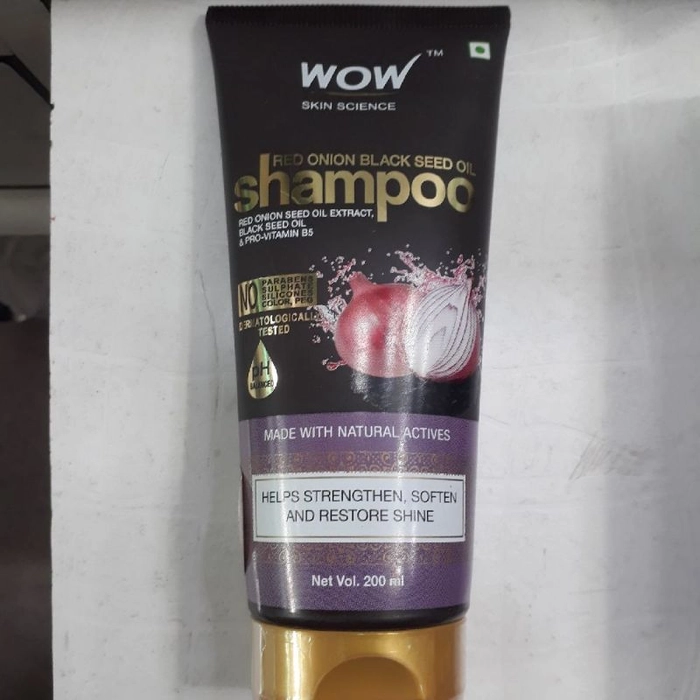 WOW™
SKIN SCIENCE
RED ONION BLACK SEED OIL
shampoo
RED ONION SEED OIL EXTRACT,
BLACK SEED OIL
& PRO-VITAMIN B5
NO
PARABENS
SULPHATE
SILICONES
COLOR, PEG
DERMATOLOGICALLY
TESTED
pH
BALANCED
MADE WITH NATURAL ACTIVES
HELPS STRENGTHEN, SOFTEN
AND RESTORE SHINE
Net Vol. 200 ml